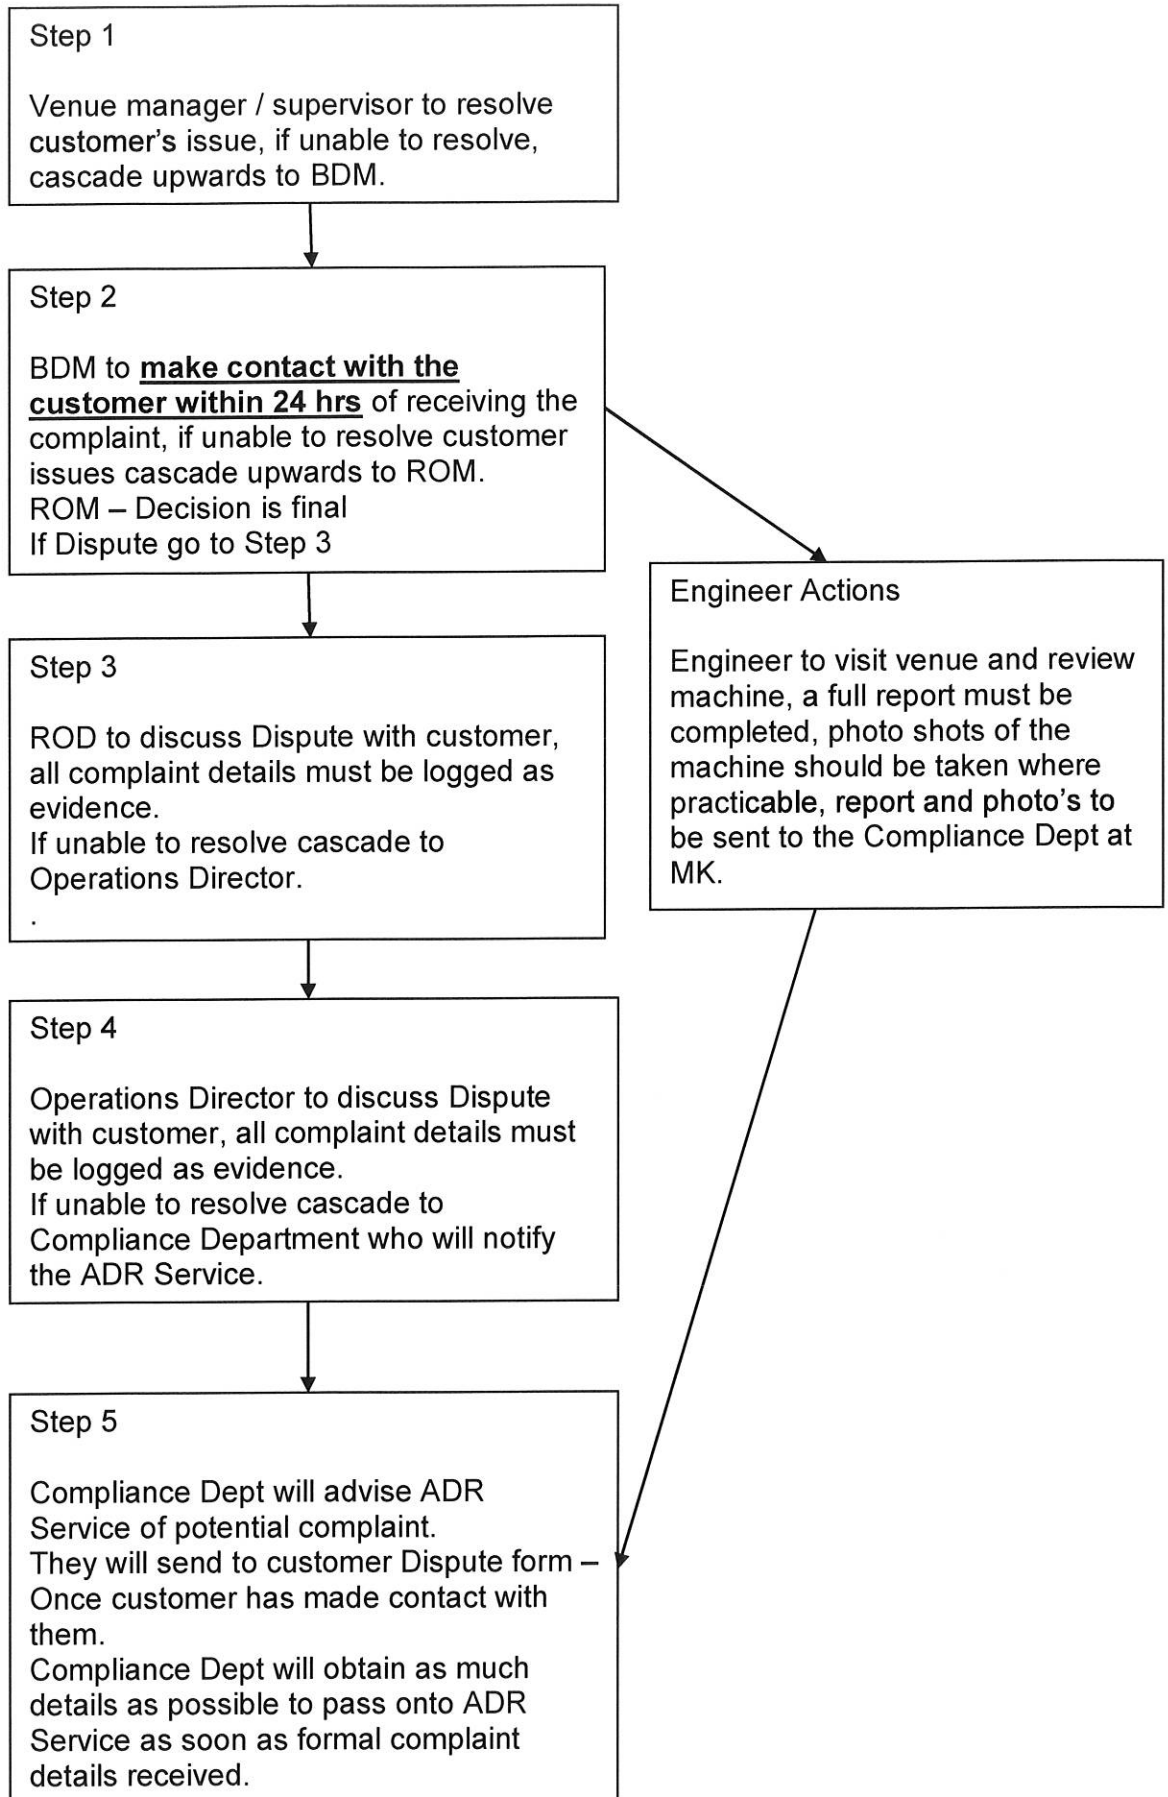 Step 1
Venue manager / supervisor to resolve
customer's issue, if unable to resolve,
cascade upwards to BDM.
Step 2
BDM to make contact with the
customer within 24 hrs of receiving the
complaint, if unable to resolve customer
issues cascade upwards to ROM.
ROM – Decision is final
If Dispute go to Step 3
Engineer Actions
Engineer to visit venue and review
machine, a full report must be
completed, photo shots of the
machine should be taken where
practicable, report and photo's to
be sent to the Compliance Dept at
MK.
Step 3
ROD to discuss Dispute with customer,
all complaint details must be logged as
evidence.
If unable to resolve cascade to
Operations Director.
.
Step 4
Operations Director to discuss Dispute
with customer, all complaint details must
be logged as evidence.
If unable to resolve cascade to
Compliance Department who will notify
the ADR Service.
Step 5
Compliance Dept will advise ADR
Service of potential complaint.
They will send to customer Dispute form –
Once customer has made contact with
them.
Compliance Dept will obtain as much
details as possible to pass onto ADR
Service as soon as formal complaint
details received.